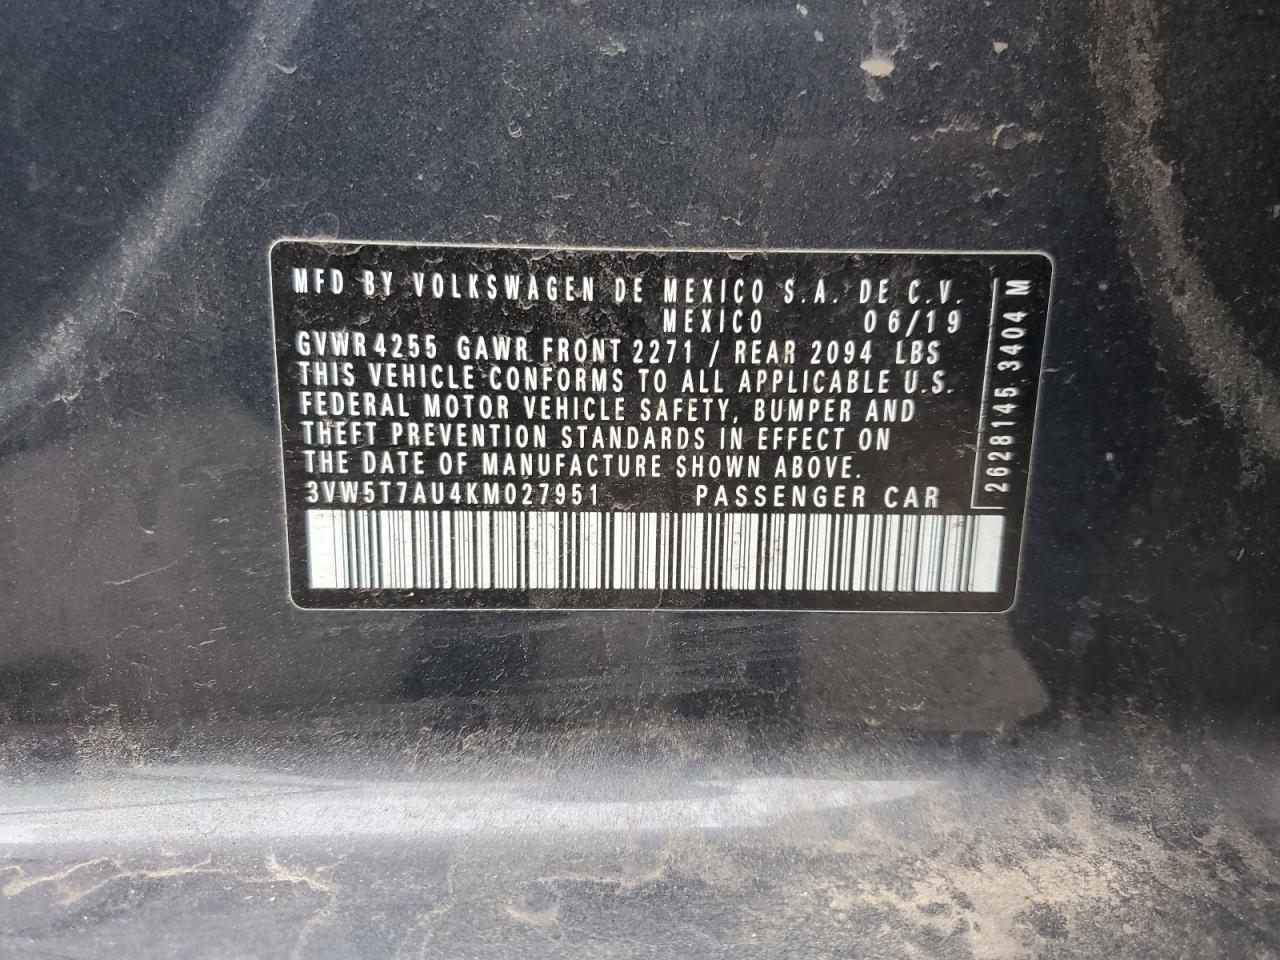 MFD BY VOLKSWAGEN DE MEXICO S.A. DE C.V.
MEXICO 06/19
GVWR 4255 GAWR FRONT 2271 / REAR 2094 LBS
THIS VEHICLE CONFORMS TO ALL APPLICABLE U.S.
FEDERAL MOTOR VEHICLE SAFETY, BUMPER AND
THEFT PREVENTION STANDARDS IN EFFECT ON
THE DATE OF MANUFACTURE SHOWN ABOVE.
3VW5T7AU4KM027951 PASSENGER CAR
2628145 3404 M